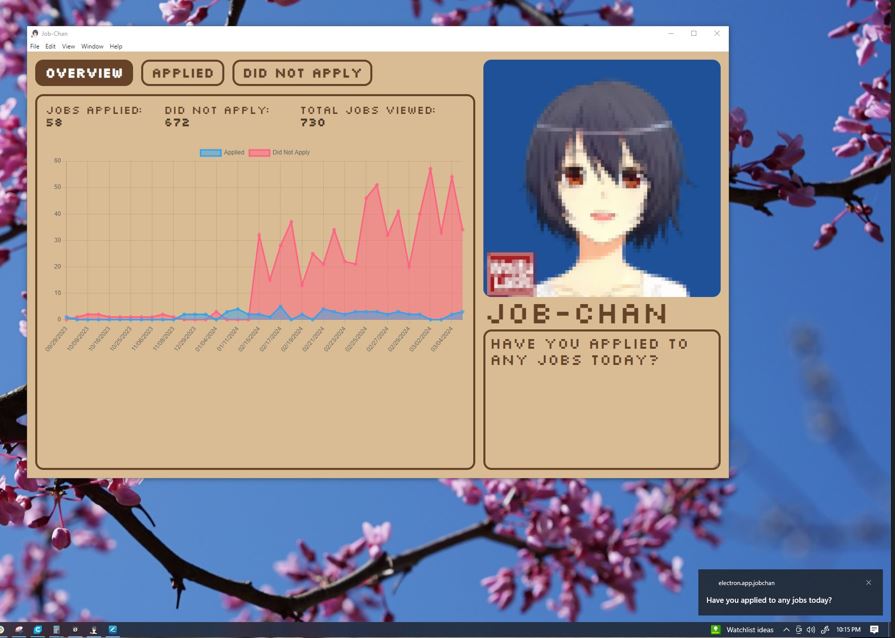 Job-Chan
File Edit View Window Help
OVERVIEW APPLIED DID NOT APPLY
JOBS APPLIED: DID NOT APPLY: TOTAL JOBS VIEWED:
58 672 730
Applied Did Not Apply
60
50
40
30
20
10
0
09/29/2023 10/09/2023 10/16/2023 10/25/2023 11/06/2023 11/08/2023 12/29/2023 01/04/2024 01/11/2024 02/15/2024 02/17/2024 02/19/2024 02/21/2024 02/23/2024 02/25/2024 02/27/2024 02/29/2024 03/02/2024 03/04/2024
JOB-CHAN
HAVE YOU APPLIED TO
ANY JOBS TODAY?
electron.app.jobchan
Have you applied to any jobs today?
Watchlist ideas 10:15 PM